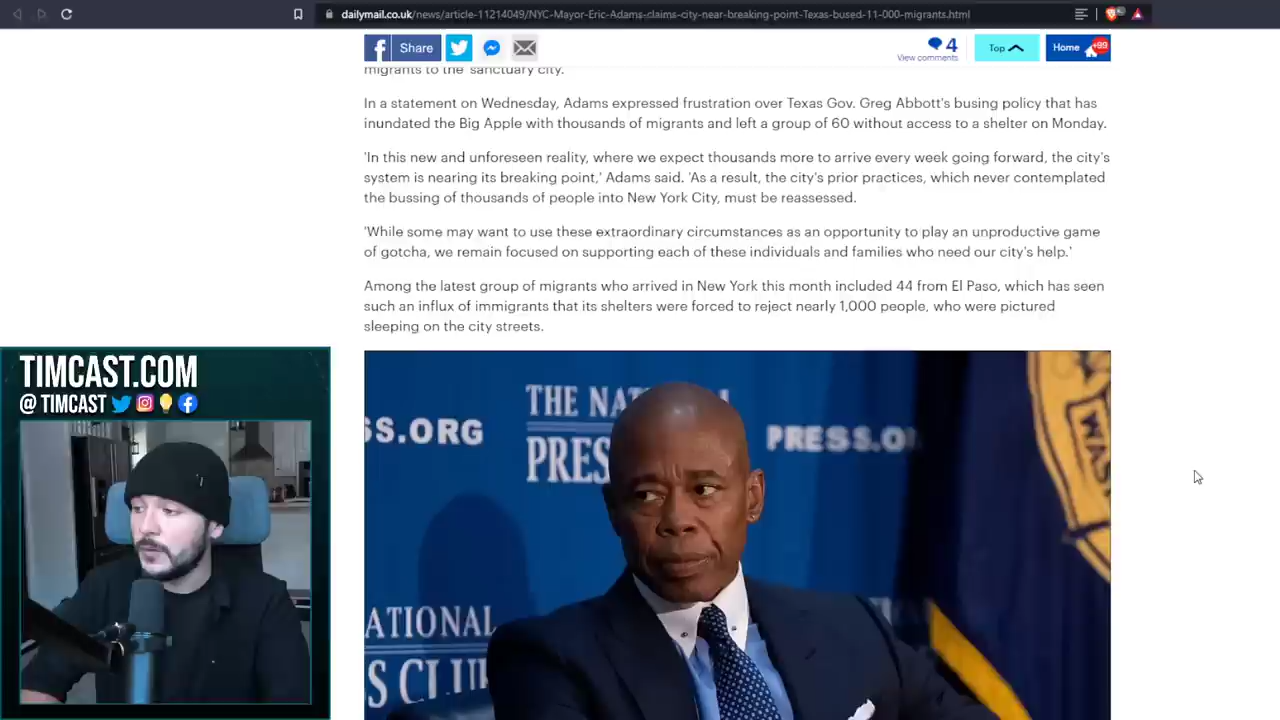 dailymail.co.uk/news/article-11214049/NYC-Mayor-Eric-Adams-claims-city-near-breaking-point-Texas-bused-11-000-migrants.html
Share
4
View comments
Top
Home
+99
migrants to the 'sanctuary city.'
In a statement on Wednesday, Adams expressed frustration over Texas Gov. Greg Abbott's busing policy that has
inundated the Big Apple with thousands of migrants and left a group of 60 without access to a shelter on Monday.
'In this new and unforeseen reality, where we expect thousands more to arrive every week going forward, the city's
system is nearing its breaking point,' Adams said. 'As a result, the city's prior practices, which never contemplated
the bussing of thousands of people into New York City, must be reassessed.
'While some may want to use these extraordinary circumstances as an opportunity to play an unproductive game
of gotcha, we remain focused on supporting each of these individuals and families who need our city's help.'
Among the latest group of migrants who arrived in New York this month included 44 from El Paso, which has seen
such an influx of immigrants that its shelters were forced to reject nearly 1,000 people, who were pictured
sleeping on the city streets.
TIMCAST.COM
@ TIMCAST
THE NA
PRESS
SS.ORG
PRESS.O
WAS
ATIONAL
SS CLU